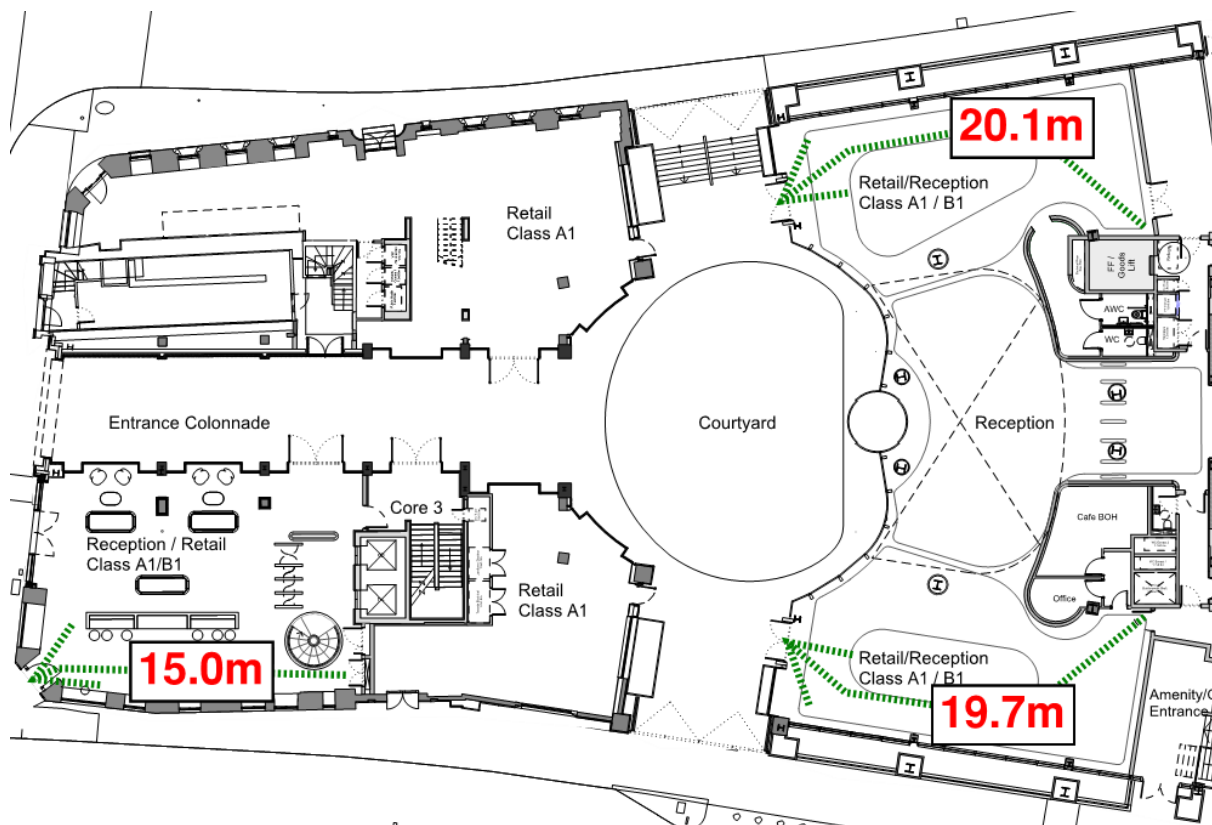 20.1m
Retail/Reception
Class A1 / B1
Retail
Class A1
FF /
Goods
Lift
AWC
WC
Entrance Colonnade
Courtyard
Reception
Core 3
Cafe BOH
Reception / Retail
Class A1/B1
Retail
Class A1
Office
15.0m
Retail/Reception
Class A1 / B1
19.7m
Amenity/C
Entrance